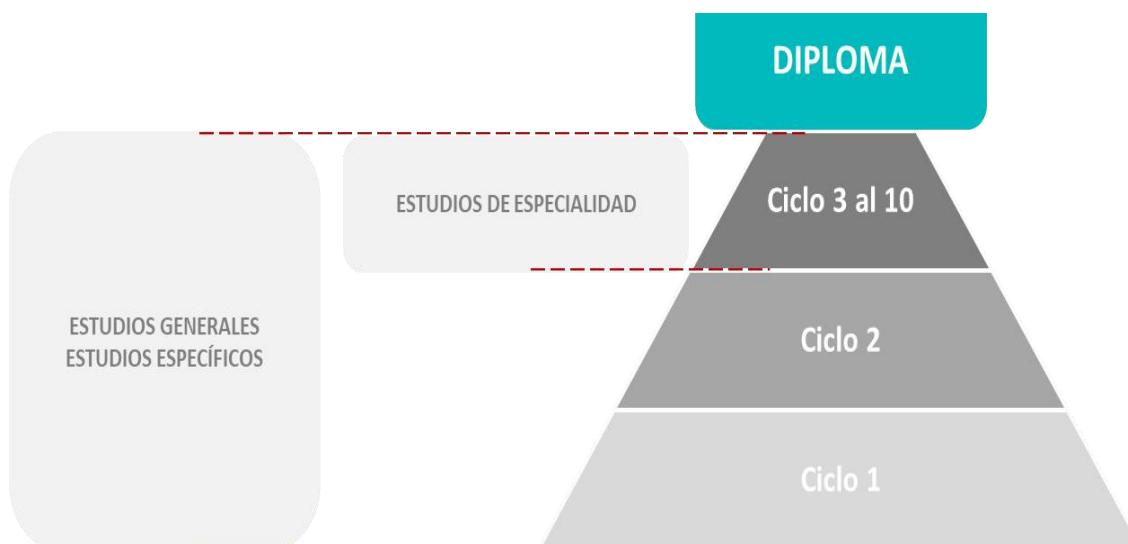 DIPLOMA
ESTUDIOS DE ESPECIALIDAD
Ciclo 3 al 10
ESTUDIOS GENERALES
ESTUDIOS ESPECÍFICOS
Ciclo 2
Ciclo 1